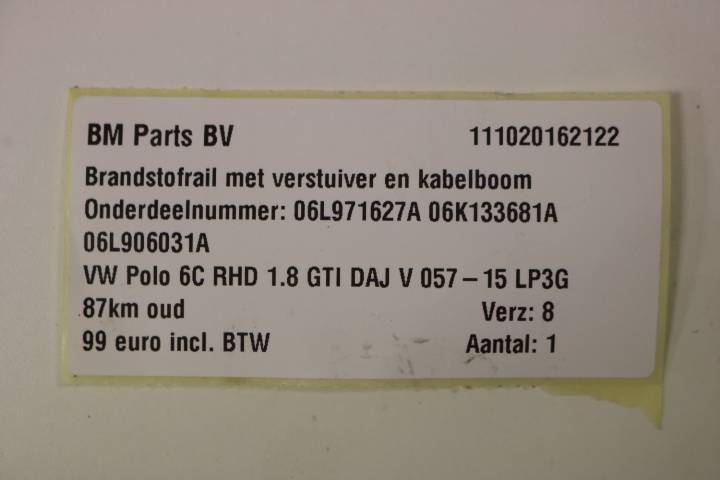 BM Parts BV 111020162122
Brandstofrail met verstuiver en kabelboom
Onderdeelnummer: 06L971627A 06K133681A
06L906031A
VW Polo 6C RHD 1.8 GTI DAJ V 057 – 15 LP3G
87km oud Verz: 8
99 euro incl. BTW Aantal: 1